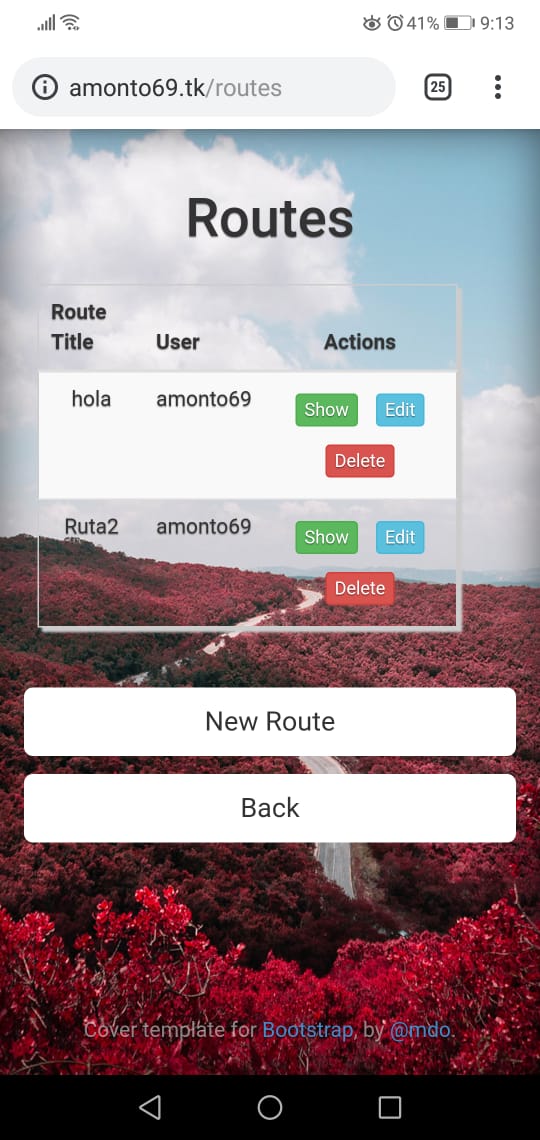 41% 9:13
amonto69.tk/routes 25
Routes
Route
Title User Actions
hola amonto69 Show Edit
Delete
Ruta2 amonto69 Show Edit
Delete
New Route
Back
Cover template for Bootstrap, by @mdo.